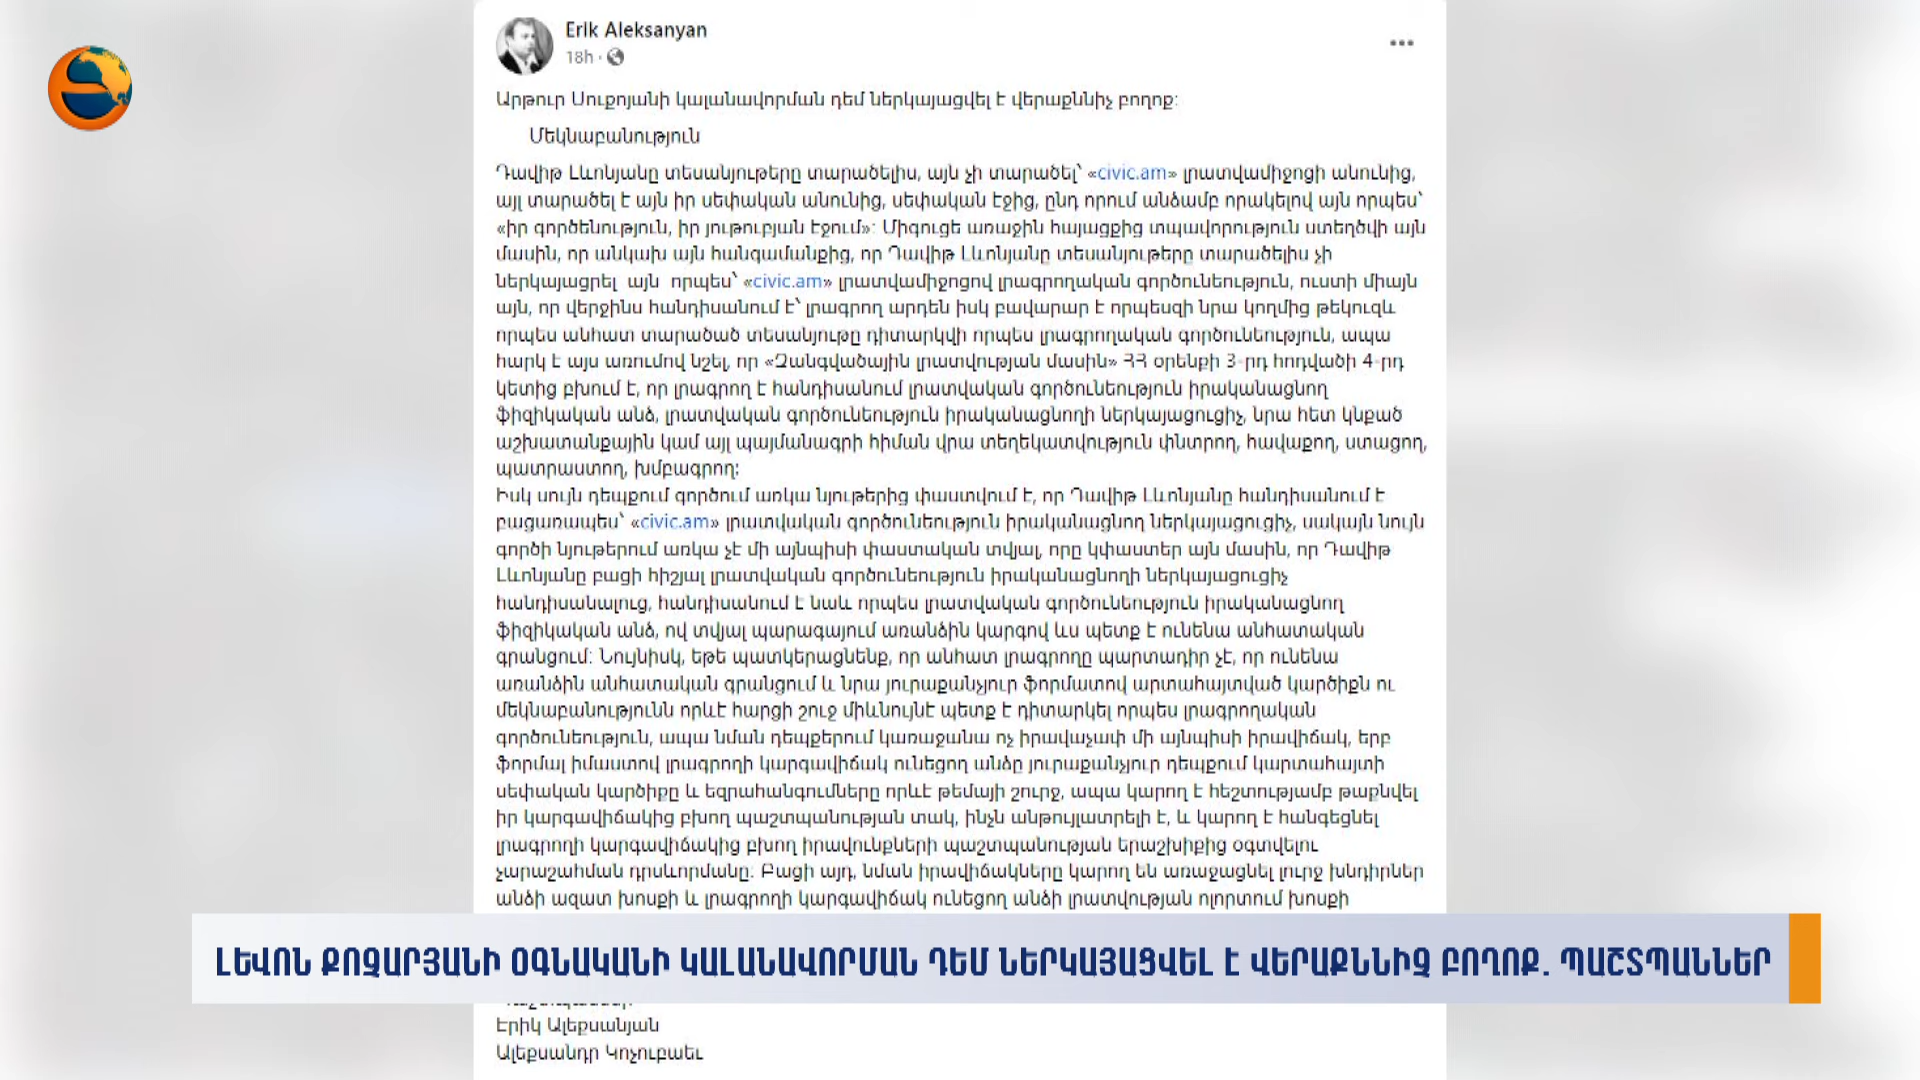 Erik Aleksanyan
18h ·
Արթուր Սուքոյանի կալանավորման դեմ ներկայացվել է վերաքննիչ բողոք:
Մեկնաբանություն
Դավիթ Լևոնյանը տեսանյութերը տարածելիս, այն չի տարածել՝ «civic.am» լրատվամիջոցի անունից,
այլ տարածել է այն իր սեփական անունից, սեփական էջից, ընդ որում անձամբ որակելով այն որպես՝
«իր գործենություն, իր յութուբյան էջում»: Միգուցե առաջին հայացքից տպավորություն ստեղծվի այն
մասին, որ անկախ այն հանգամանքից, որ Դավիթ Լևոնյանը տեսանյութերը տարածելիս չի
ներկայացրել այն որպես՝ «civic.am» լրատվամիջոցով լրագրողական գործունեություն, ուստի միայն
այն, որ վերջինս հանդիսանում է՝ լրագրող արդեն իսկ բավարար է որպեսզի նրա կողմից թեկուզև
որպես անհատ տարածած տեսանյութը դիտարկվի որպես լրագրողական գործունեություն, ապա
հարկ է այս առումով նշել, որ «Զանգվածային լրատվության մասին» ՀՀ օրենքի 3-րդ հոդվածի 4-րդ
կետից բխում է, որ լրագրող է հանդիսանում լրատվական գործունեություն իրականացնող
ֆիզիկական անձ, լրատվական գործունեություն իրականացնողի ներկայացուցիչ, նրա հետ կնքած
աշխատանքային կամ այլ պայմանագրի հիման վրա տեղեկատվություն փնտրող, հավաքող, ստացող,
պատրաստող, խմբագրող:
Իսկ սույն դեպքում գործում առկա նյութերից փաստվում է, որ Դավիթ Լևոնյանը հանդիսանում է
բացառապես՝ «civic.am» լրատվական գործունեություն իրականացնող ներկայացուցիչ, սակայն նույն
գործի նյութերում առկա չէ մի այնպիսի փաստական տվյալ, որը կփաստեր այն մասին, որ Դավիթ
Լևոնյանը բացի հիշյալ լրատվական գործունեություն իրականացնողի ներկայացուցիչ
հանդիսանալուց, հանդիսանում է նաև որպես լրատվական գործունեություն իրականացնող
ֆիզիկական անձ, ով տվյալ պարագայում առանձին կարգով ևս պետք է ունենա անհատական
գրանցում: Նույնիսկ, եթե պատկերացնենք, որ անհատ լրագրողը պարտադիր չէ, որ ունենա
առանձին անհատական գրանցում և նրա յուրաքանչյուր ֆորմատով արտահայտված կարծիքն ու
մեկնաբանությունն որևէ հարցի շուջ միևնույնէ պետք է դիտարկել որպես լրագրողական
գործունեություն, ապա նման դեպքերում կառաջանա ոչ իրավաչափ մի այնպիսի իրավիճակ, երբ
ֆորմալ իմաստով լրագրողի կարգավիճակ ունեցող անձը յուրաքանչյուր դեպքում կարտահայտի
սեփական կարծիքը և եզրահանգումները որևէ թեմայի շուրջ, ապա կարող է հեշտությամբ թաքնվել
իր կարգավիճակից բխող պաշտպանության տակ, ինչն անթույլատրելի է, և կարող է հանգեցնել
լրագրողի կարգավիճակից բխող իրավունքների պաշտպանության երաշխիքից օգտվելու
չարաշահման դրսևորմանը: Բացի այդ, նման իրավիճակները կարող են առաջացնել լուրջ խնդիրներ
անձի ազատ խոսքի և լրագրողի կարգավիճակ ունեցող անձի լրատվության ոլորտում խոսքի
ԼԵՎՈՆ ՔՈՉԱՐՅԱՆԻ ՕԳՆԱԿԱՆԻ ԿԱԼԱՆԱՎՈՐՄԱՆ ԴԵՄ ՆԵՐԿԱՅԱՑՎԵԼ Է ՎԵՐԱՔՆՆԻՉ ԲՈՂՈՔ. ՊԱՇՏՊԱՆՆԵՐ
Էրիկ Ալեքսանյան
Ալեքսանդր Կոչուբաեւ